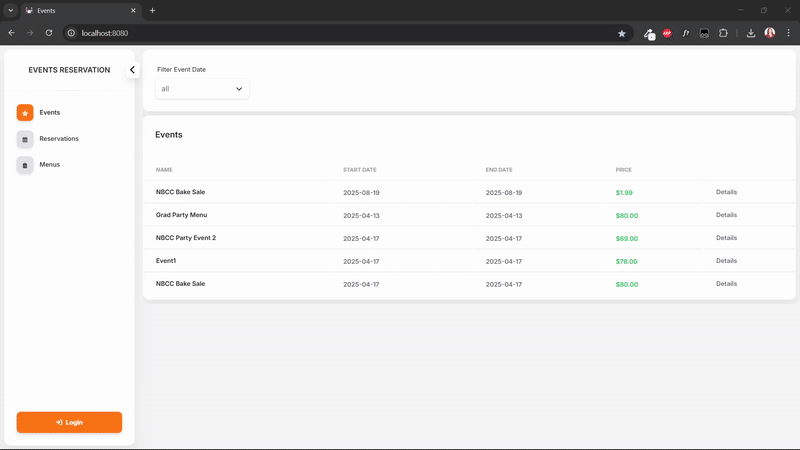 Events
localhost:8080
EVENTS RESERVATION
Events
Reservations
Menus
Login
Filter Event Date
all
Events
NAME START DATE END DATE PRICE
NBCC Bake Sale 2025-08-19 2025-08-19 $1.99 Details
Grad Party Menu 2025-04-13 2025-04-13 $80.00 Details
NBCC Party Event 2 2025-04-17 2025-04-17 $69.00 Details
Event1 2025-04-17 2025-04-17 $78.00 Details
NBCC Bake Sale 2025-04-17 2025-04-17 $80.00 Details